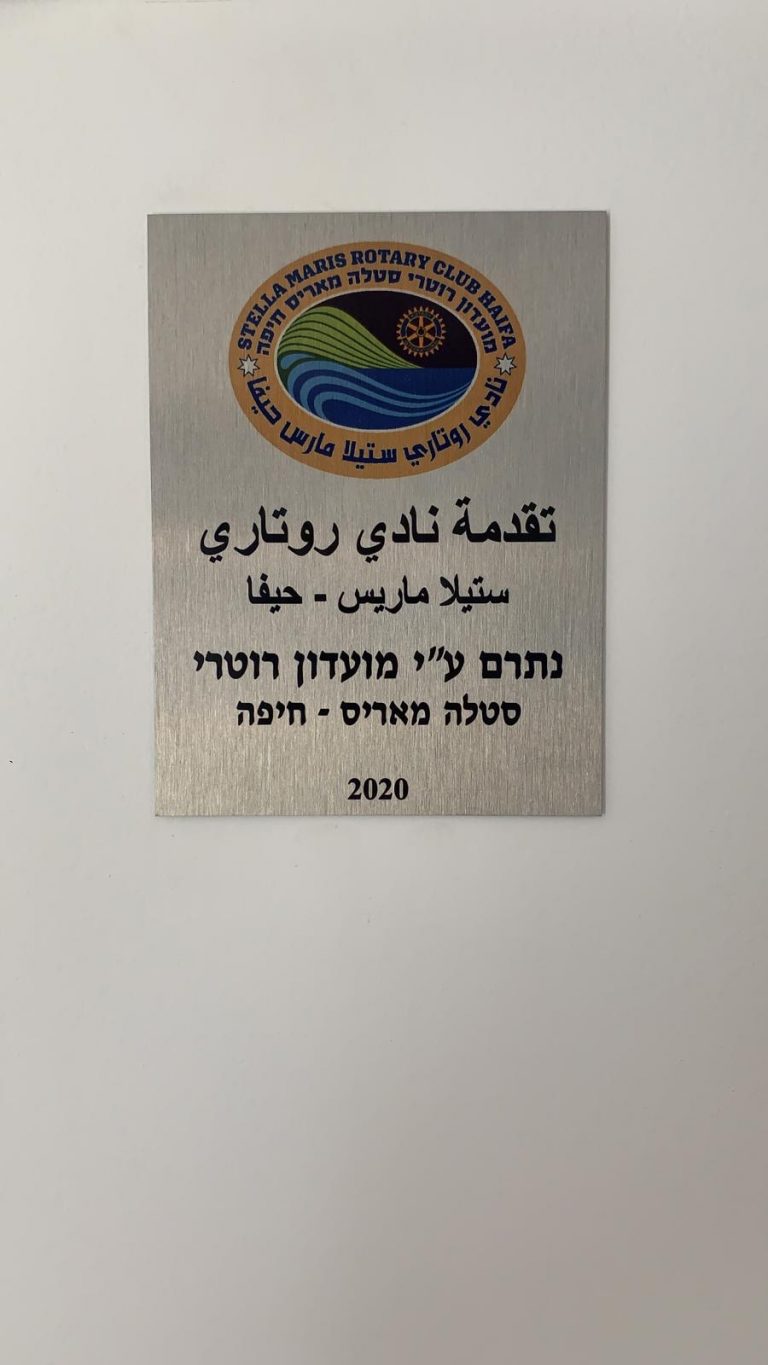 STELLA MARIS ROTARY CLUB HAIFA
מועדון רוטרי סטלה מאריס חיפה
نادي روتاري ستيلا مارس حيفا
تقدمة نادي روتاري
ستيلا ماريس - حيفا
נתרם ע"י מועדון רוטרי
סטלה מאריס - חיפה
2020